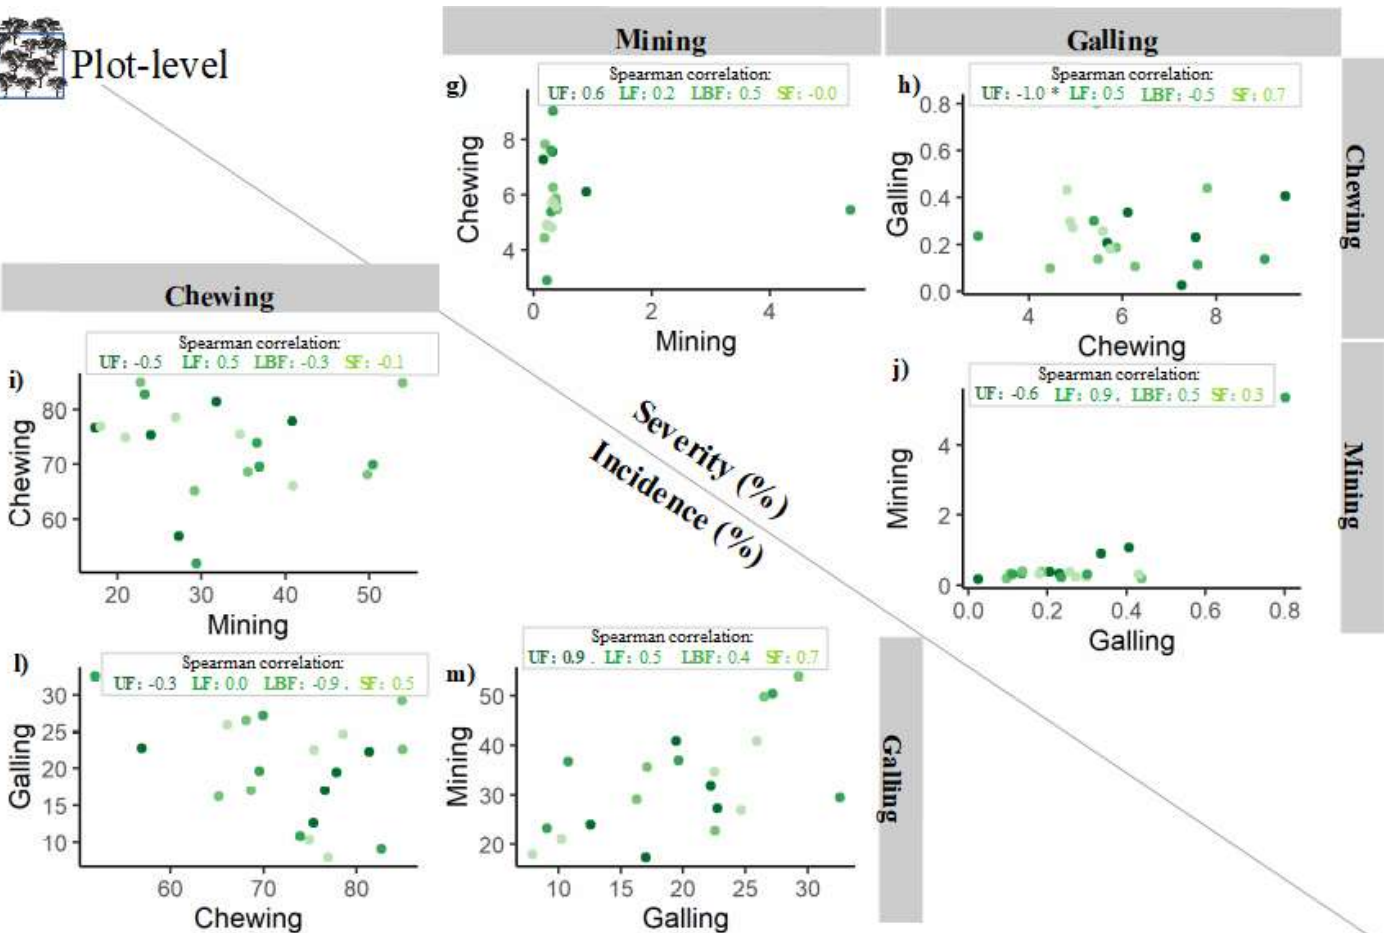 Plot-level
Mining
Galling
g)
Spearman correlation:
UF: 0.6 LF: 0.2 LBF: 0.5 SF: -0.0
8
6
4
Chewing
0 2 4
Mining
h)
Spearman correlation:
UF: -1.0 * LF: 0.5 LBF: -0.5 SF: 0.7
0.8
0.6
0.4
0.2
0.0
Galling
4 6 8
Chewing
Chewing
Chewing
i)
Spearman correlation:
UF: -0.5 LF: 0.5 LBF: -0.3 SF: -0.1
80
70
60
Chewing
20 30 40 50
Mining
Severity (%)
Incidence (%)
j)
Spearman correlation:
UF: -0.6 LF: 0.9 . LBF: 0.5 SF: 0.3
4
2
0
Mining
0.0 0.2 0.4 0.6 0.8
Galling
Mining
l)
Spearman correlation:
UF: -0.3 LF: 0.0 LBF: -0.9 . SF: 0.5
30
25
20
15
10
Galling
60 70 80
Chewing
m)
Spearman correlation:
UF: 0.9 . LF: 0.5 LBF: 0.4 SF: 0.7
50
40
30
20
Mining
10 15 20 25 30
Galling
Galling